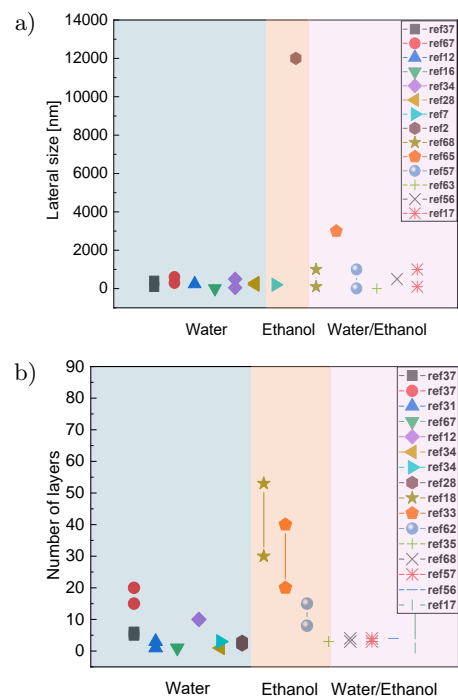 a)
14000
12000
10000
8000
6000
4000
2000
0
Lateral size [nm]
ref37
ref67
ref12
ref16
ref34
ref28
ref7
ref2
ref68
ref65
ref57
ref63
ref56
ref17
Water
Ethanol
Water/Ethanol
b)
90
80
70
60
50
40
30
20
10
0
Number of layers
ref37
ref37
ref31
ref67
ref12
ref34
ref34
ref28
ref18
ref33
ref62
ref35
ref68
ref57
ref56
ref17
Water
Ethanol
Water/Ethanol